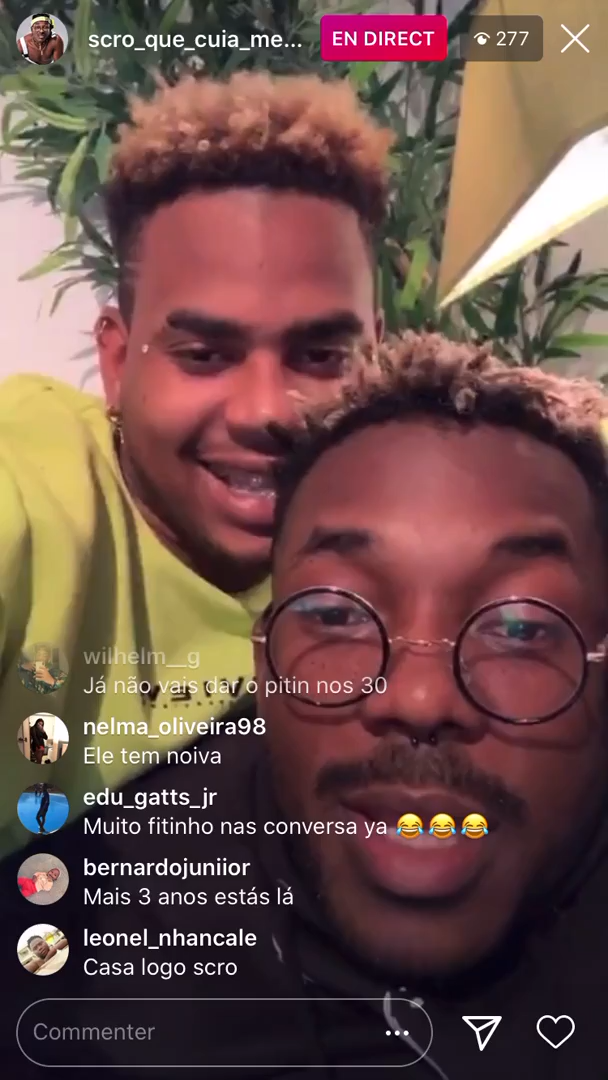 scro_que_cuia_me...
EN DIRECT
277
wilhelm__g
Já não vais dar o pitin nos 30
nelma_oliveira98
Ele tem noiva
edu_gatts_jr
Muito fitinho nas conversa ya 😂😂😂
bernardojuniior
Mais 3 anos estás lá
leonel_nhancale
Casa logo scro
Commenter